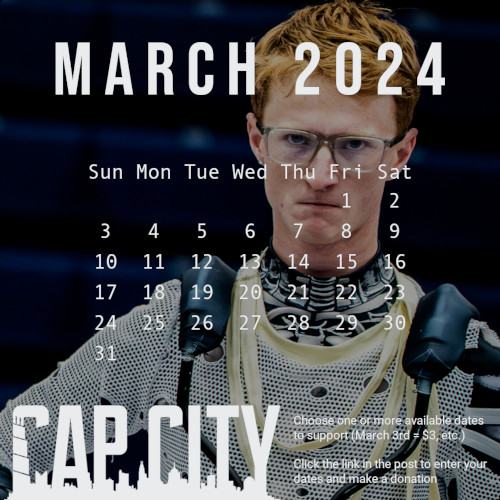 MARCH 2024
Sun Mon Tue Wed Thu Fri Sat
1 2
3 4 5 6 7 8 9
10 11 12 13 14 15 16
17 18 19 20 21 22 23
24 25 26 27 28 29 30
31
CAP CITY
Choose one or more available dates
to support (March 3rd = $3, etc.)
Click the link in the post to enter your
dates and make a donation